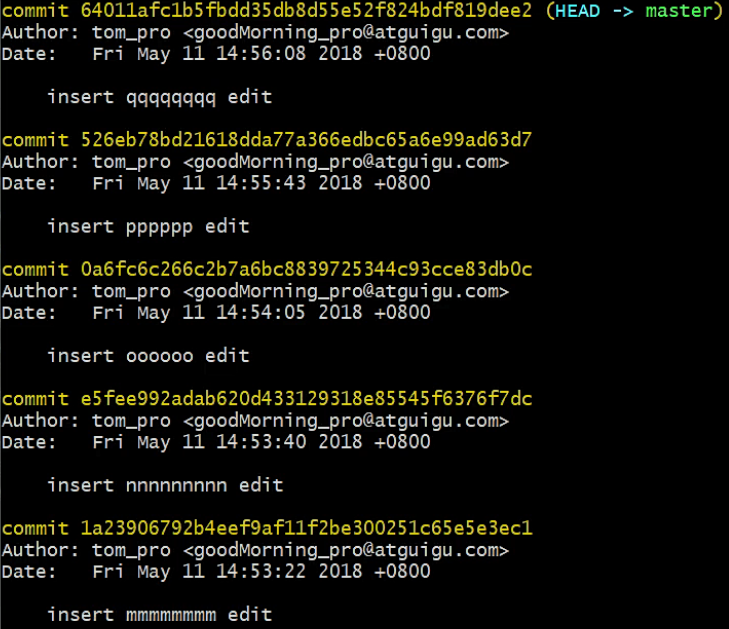 commit 64011afc1b5fbdd35db8d55e52f824bdf819dee2 (HEAD -> master)
Author: tom_pro <goodMorning_pro@atguigu.com>
Date:   Fri May 11 14:56:08 2018 +0800
    insert qqqqqqqq edit
commit 526eb78bd21618dda77a366edbc65a6e99ad63d7
Author: tom_pro <goodMorning_pro@atguigu.com>
Date:   Fri May 11 14:55:43 2018 +0800
    insert pppppp edit
commit 0a6fc6c266c2b7a6bc8839725344c93cce83db0c
Author: tom_pro <goodMorning_pro@atguigu.com>
Date:   Fri May 11 14:54:05 2018 +0800
    insert oooooo edit
commit e5fee992adab620d433129318e85545f6376f7dc
Author: tom_pro <goodMorning_pro@atguigu.com>
Date:   Fri May 11 14:53:40 2018 +0800
    insert nnnnnnnnn edit
commit 1a23906792b4eef9af11f2be300251c65e5e3ec1
Author: tom_pro <goodMorning_pro@atguigu.com>
Date:   Fri May 11 14:53:22 2018 +0800
    insert mmmmmmmm edit